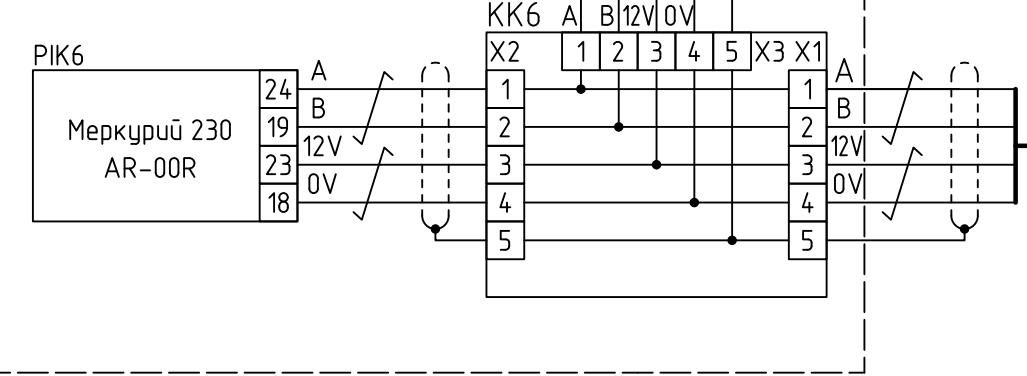 КК6 A B 12V 0V
PIK6
X2 1 2 3 4 5 X3 X1
24 A 1 1 A
19 B 2 2 B
Меркурий 230
AR-00R
23 12V 3 3 12V
18 0V 4 4 0V
5 5